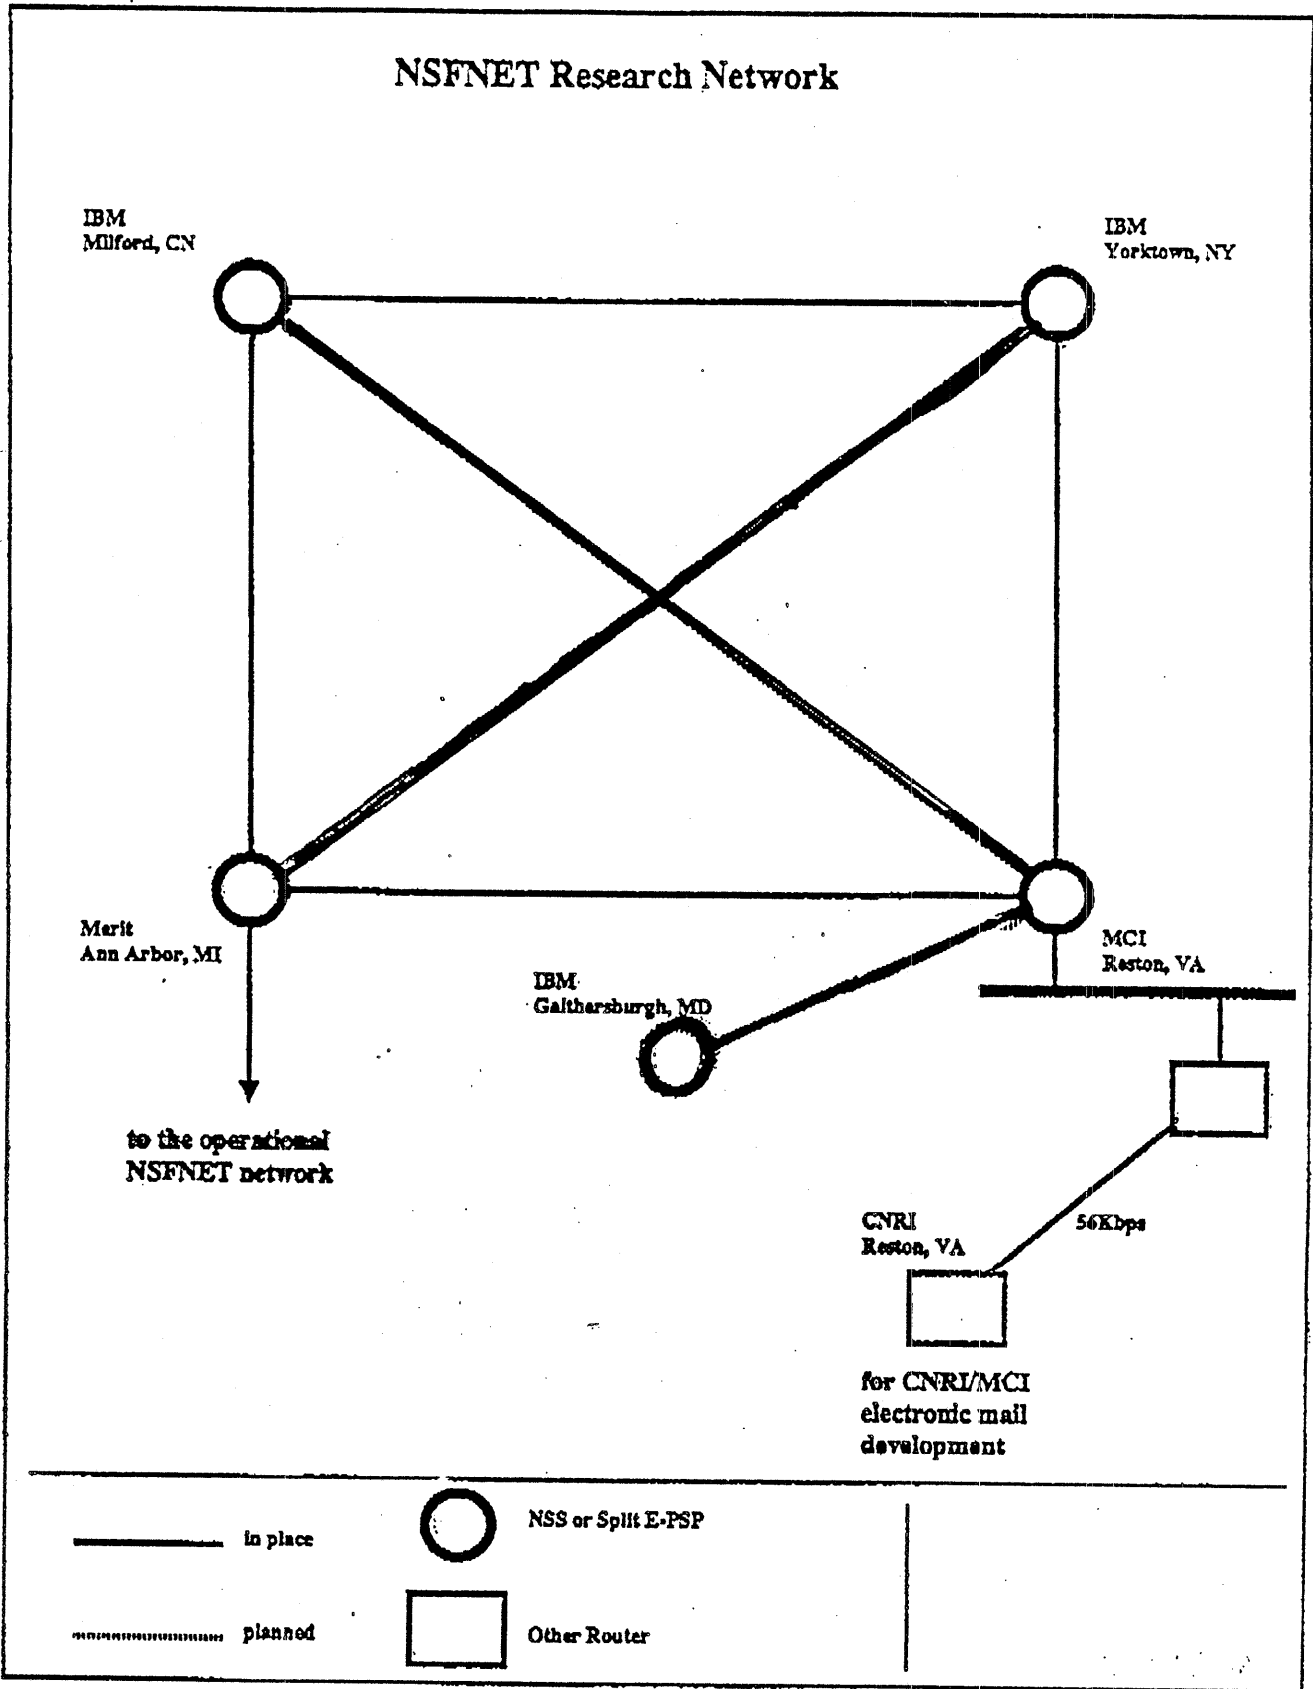 NSFNET Research Network
IBM
Milford, CN
IBM
Yorktown, NY
Merit
Ann Arbor, MI
IBM
Gaithersburgh, MD
MCI
Reston, VA
to the operational
NSFNET network
CNRI
Reston, VA
56Kbps
for CNRI/MCI
electronic mail
development
in place
NSS or Split E-PSP
planned
Other Router